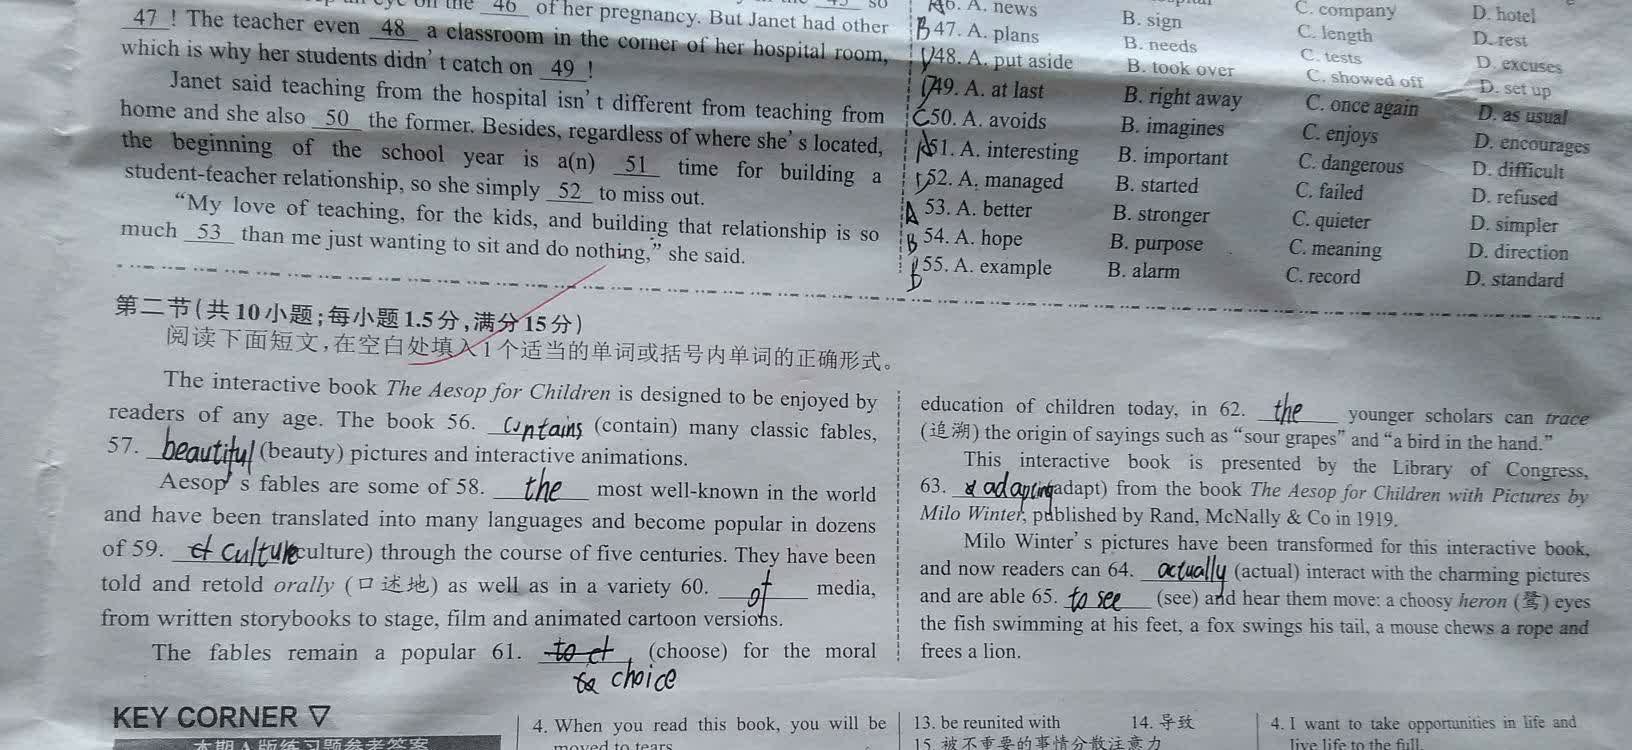 46 of her pregnancy. But Janet had other
47 ! The teacher even 48 a classroom in the corner of her hospital room,
which is why her students didn't catch on 49 !
Janet said teaching from the hospital isn't different from teaching from
home and she also 50 the former. Besides, regardless of where she's located,
the beginning of the school year is a(n) 51 time for building a
student-teacher relationship, so she simply 52 to miss out.
“My love of teaching, for the kids, and building that relationship is so
much 53 than me just wanting to sit and do nothing,” she said.
A. news B. sign C. company D. hotel
B 47. A. plans B. needs C. length D. rest
48. A. put aside B. took over C. tests D. excuses
49. A. at last B. right away C. showed off D. set up
C 50. A. avoids B. imagines C. once again D. as usual
51. A. interesting B. important C. enjoys D. encourages
52. A. managed B. started C. dangerous D. difficult
A 53. A. better B. stronger C. failed D. refused
B 54. A. hope B. purpose C. quieter D. simpler
55. A. example B. alarm C. meaning D. direction
C. record D. standard
第二节(共10小题;每小题1.5分,满分15分)
阅读下面短文,在空白处填入1个适当的单词或括号内单词的正确形式。
The interactive book The Aesop for Children is designed to be enjoyed by
readers of any age. The book 56. contains (contain) many classic fables,
57. beautiful (beauty) pictures and interactive animations.
Aesop's fables are some of 58. the most well-known in the world
and have been translated into many languages and become popular in dozens
of 59. culture (culture) through the course of five centuries. They have been
told and retold orally (口述地) as well as in a variety 60. of media,
from written storybooks to stage, film and animated cartoon versions.
The fables remain a popular 61. (choose) for the moral
choice
education of children today, in 62. the younger scholars can trace
(追溯) the origin of sayings such as “sour grapes” and “a bird in the hand.”
This interactive book is presented by the Library of Congress,
63. adapting (adapt) from the book The Aesop for Children with Pictures by
Milo Winter, published by Rand, McNally & Co in 1919.
Milo Winter's pictures have been transformed for this interactive book,
and now readers can 64. actually (actual) interact with the charming pictures
and are able 65. to see (see) and hear them move: a choosy heron (鹭) eyes
the fish swimming at his feet, a fox swings his tail, a mouse chews a rope and
frees a lion.
KEY CORNER ▽
本期A版练习题参考答案
4. When you read this book, you will be
moved to tears
13. be reunited with 14. 导致
15. 被不重要的事情分散注意力
4. I want to take opportunities in life and
live life to the full.